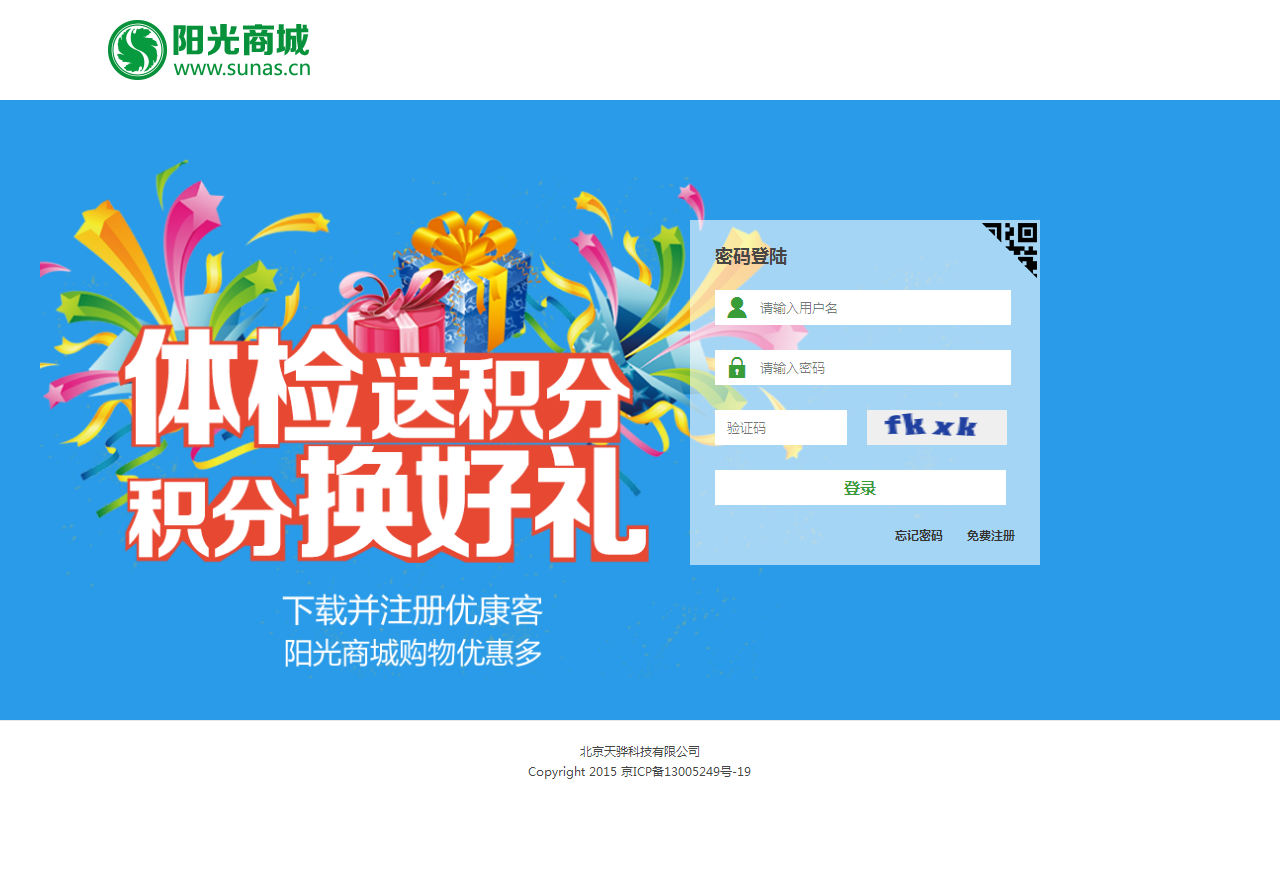 阳光商城
www.sunas.cn
体检送积分
积分换好礼
下载并注册优康客
阳光商城购物优惠多
密码登陆
请输入用户名
请输入密码
验证码
fkxk
登录
忘记密码 免费注册
北京天骅科技有限公司
Copyright 2015 京ICP备13005249号-19